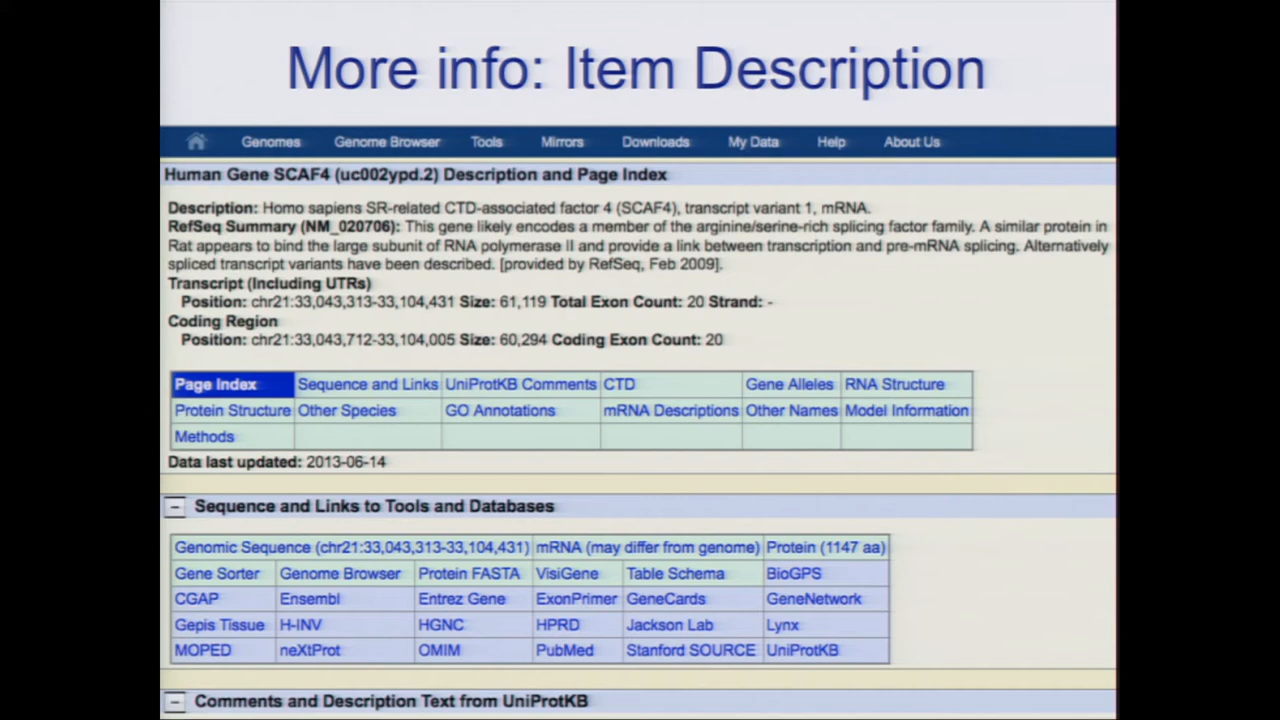 More info: Item Description
Genomes Genome Browser Tools Mirrors Downloads My Data Help About Us
Human Gene SCAF4 (uc002ypd.2) Description and Page Index
Description: Homo sapiens SR-related CTD-associated factor 4 (SCAF4), transcript variant 1, mRNA.
RefSeq Summary (NM_020706): This gene likely encodes a member of the arginine/serine-rich splicing factor family. A similar protein in
Rat appears to bind the large subunit of RNA polymerase II and provide a link between transcription and pre-mRNA splicing. Alternatively
spliced transcript variants have been described. [provided by RefSeq, Feb 2009].
Transcript (Including UTRs)
Position: chr21:33,043,313-33,104,431 Size: 61,119 Total Exon Count: 20 Strand: -
Coding Region
Position: chr21:33,043,712-33,104,005 Size: 60,294 Coding Exon Count: 20
Page Index Sequence and Links UniProtKB Comments CTD Gene Alleles RNA Structure
Protein Structure Other Species GO Annotations mRNA Descriptions Other Names Model Information
Methods
Data last updated: 2013-06-14
Sequence and Links to Tools and Databases
Genomic Sequence (chr21:33,043,313-33,104,431) mRNA (may differ from genome) Protein (1147 aa)
Gene Sorter Genome Browser Protein FASTA VisiGene Table Schema BioGPS
CGAP Ensembl Entrez Gene ExonPrimer GeneCards GeneNetwork
Gepis Tissue H-INV HGNC HPRD Jackson Lab Lynx
MOPED neXtProt OMIM PubMed Stanford SOURCE UniProtKB
Comments and Description Text from UniProtKB